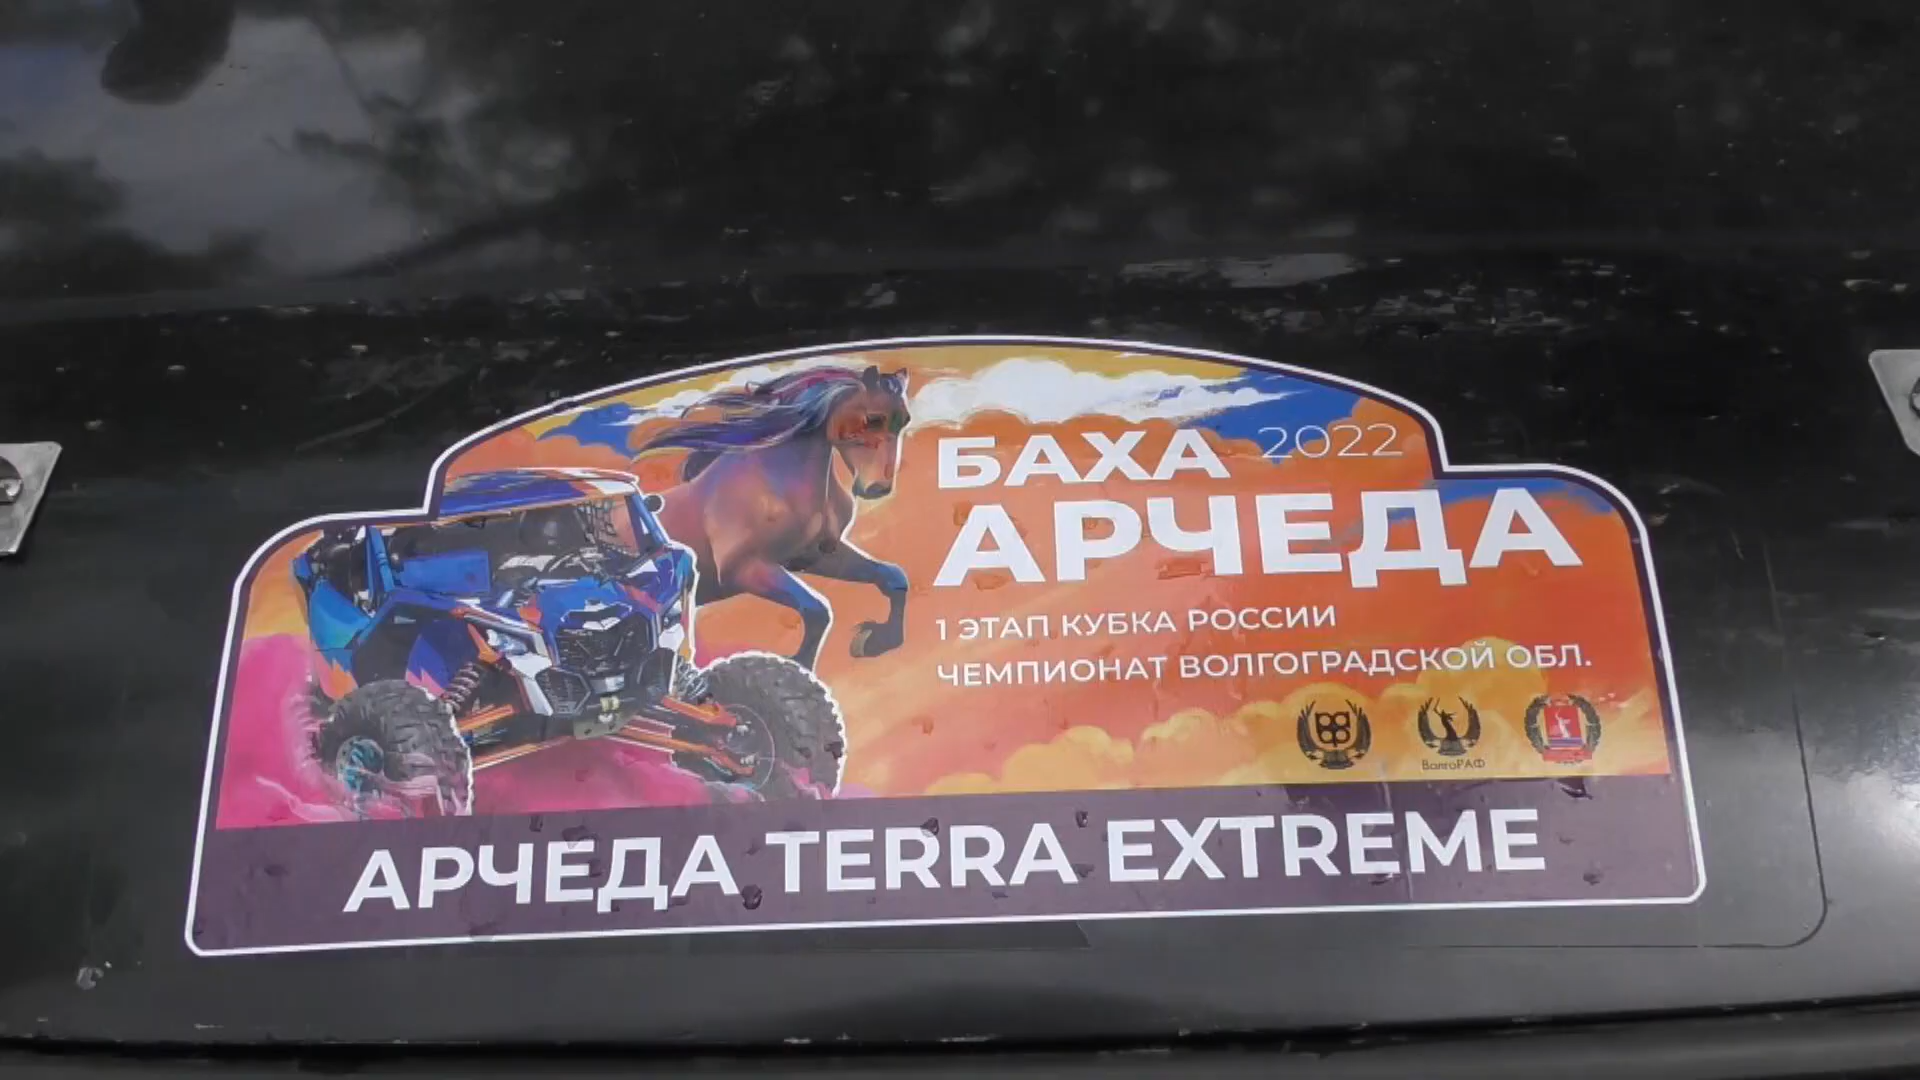 БАХА 2022
АРЧЕДА
1 ЭТАП КУБКА РОССИИ
ЧЕМПИОНАТ ВОЛГОГРАДСКОЙ ОБЛ.
ВолгоРАФ
АРЧЕДА TERRA EXTREME